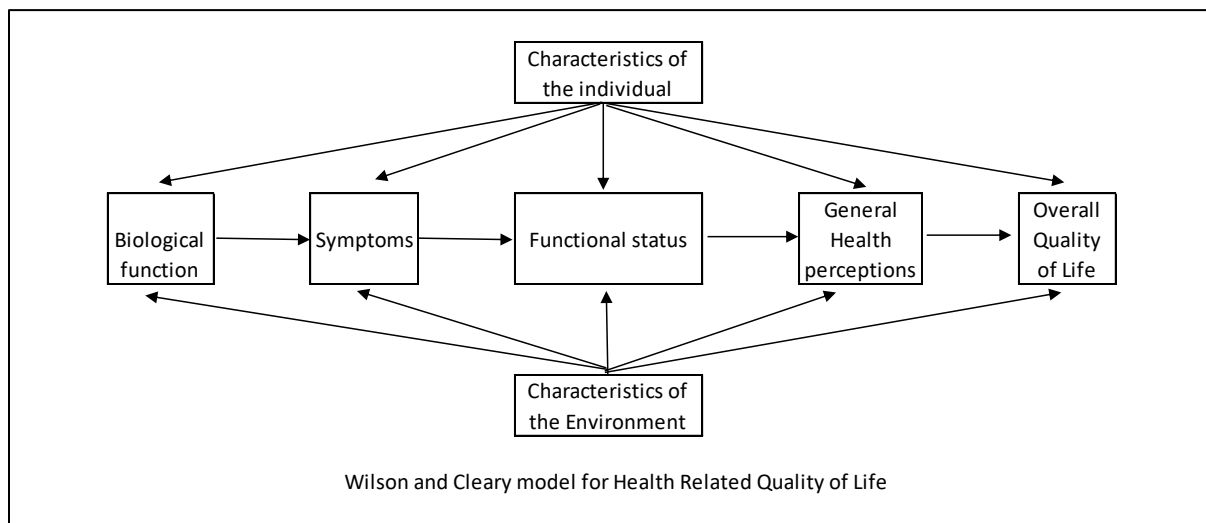 Characteristics of
the individual
Biological
function
Symptoms
Functional status
General
Health
perceptions
Overall
Quality
of Life
Characteristics of
the Environment
Wilson and Cleary model for Health Related Quality of Life